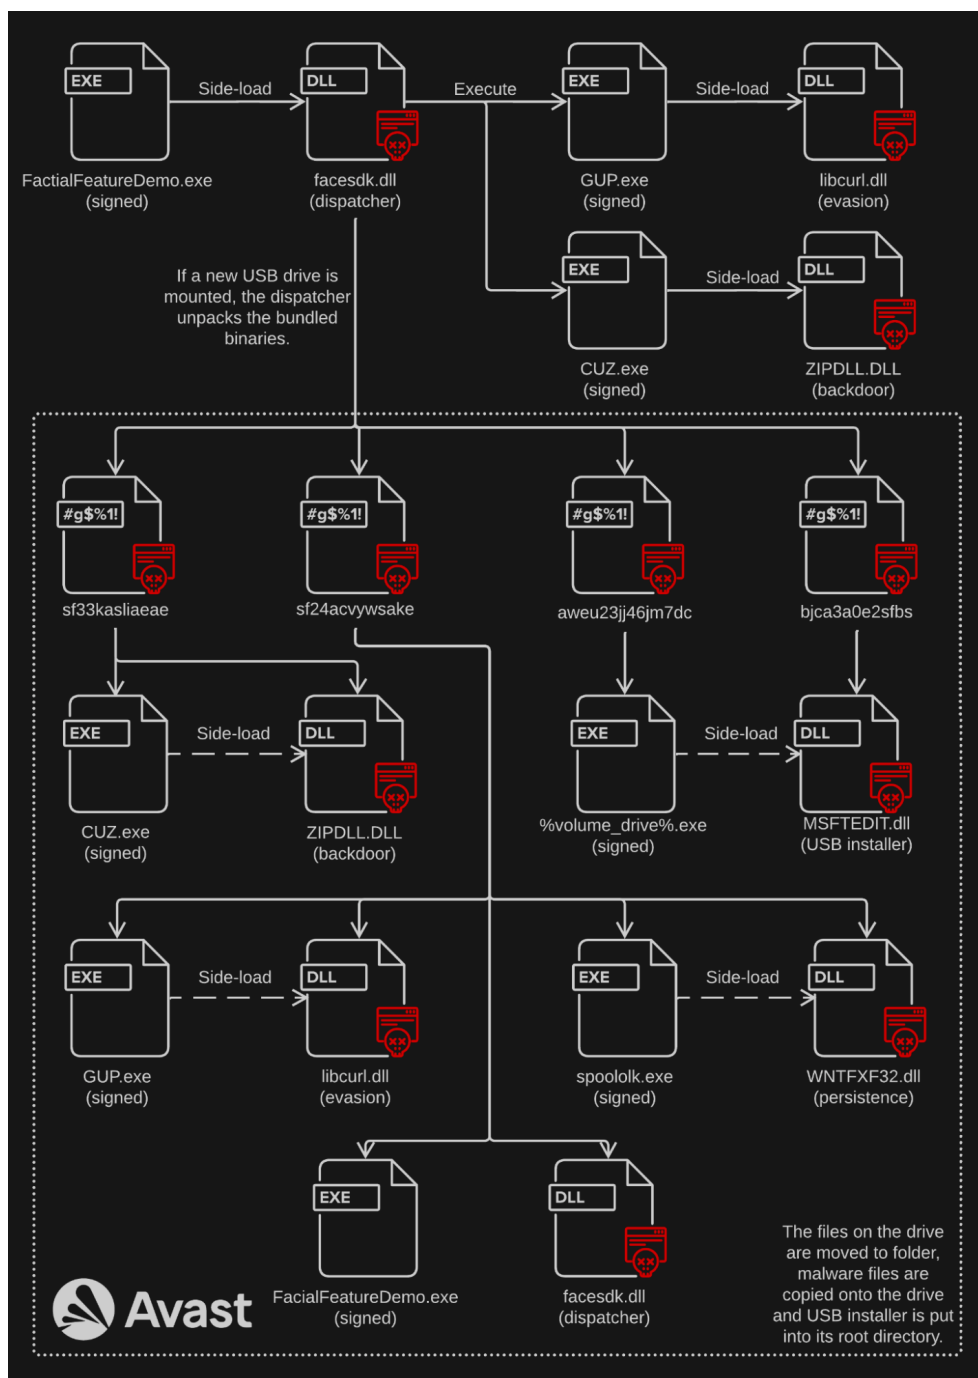 EXE
Side-load
DLL
Execute
EXE
Side-load
DLL
FactialFeatureDemo.exe
(signed)
facesdk.dll
(dispatcher)
GUP.exe
(signed)
libcurl.dll
(evasion)
If a new USB drive is
mounted, the dispatcher
unpacks the bundled
binaries.
EXE
Side-load
DLL
CUZ.exe
(signed)
ZIPDLL.DLL
(backdoor)
#g$%1!
#g$%1!
#g$%1!
#g$%1!
sf33kasliaeae
sf24acvywsake
aweu23jj46jm7dc
bjca3a0e2sfbs
EXE
Side-load
DLL
EXE
Side-load
DLL
CUZ.exe
(signed)
ZIPDLL.DLL
(backdoor)
%volume_drive%.exe
(signed)
MSFTEDIT.dll
(USB installer)
EXE
Side-load
DLL
EXE
Side-load
DLL
GUP.exe
(signed)
libcurl.dll
(evasion)
spoololk.exe
(signed)
WNTFXF32.dll
(persistence)
EXE
DLL
FacialFeatureDemo.exe
(signed)
facesdk.dll
(dispatcher)
The files on the drive
are moved to folder,
malware files are
copied onto the drive
and USB installer is put
into its root directory.
Avast